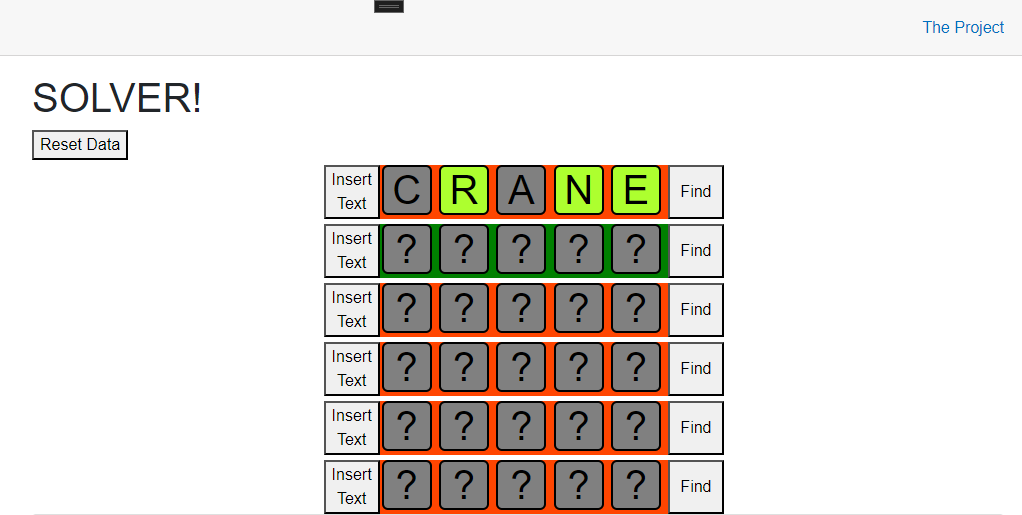 The Project
SOLVER!
Reset Data
Insert Text C R A N E Find
Insert Text ? ? ? ? ? Find
Insert Text ? ? ? ? ? Find
Insert Text ? ? ? ? ? Find
Insert Text ? ? ? ? ? Find
Insert Text ? ? ? ? ? Find